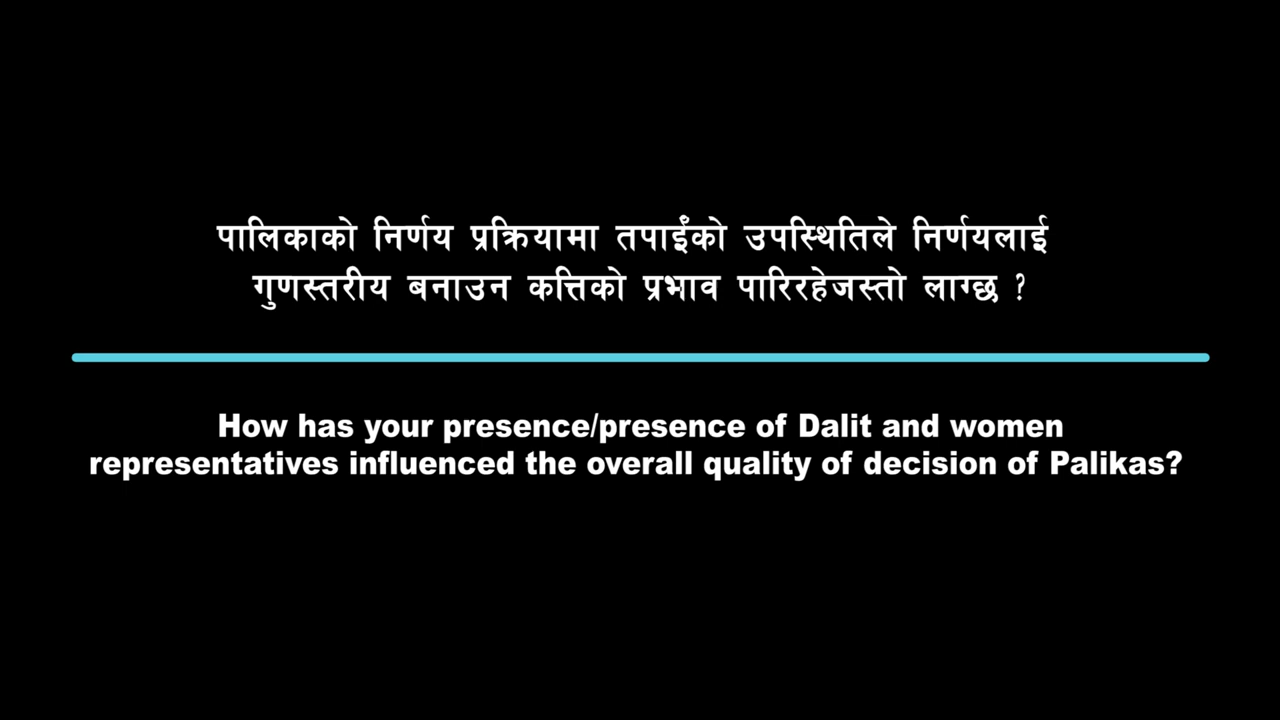 पालिकाको निर्णय प्रक्रियामा तपाईंको उपस्थितिले निर्णयलाई
गुणस्तरीय बनाउन कत्तिको प्रभाव पारिरहेजस्तो लाग्छ ?
How has your presence/presence of Dalit and women
representatives influenced the overall quality of decision of Palikas?